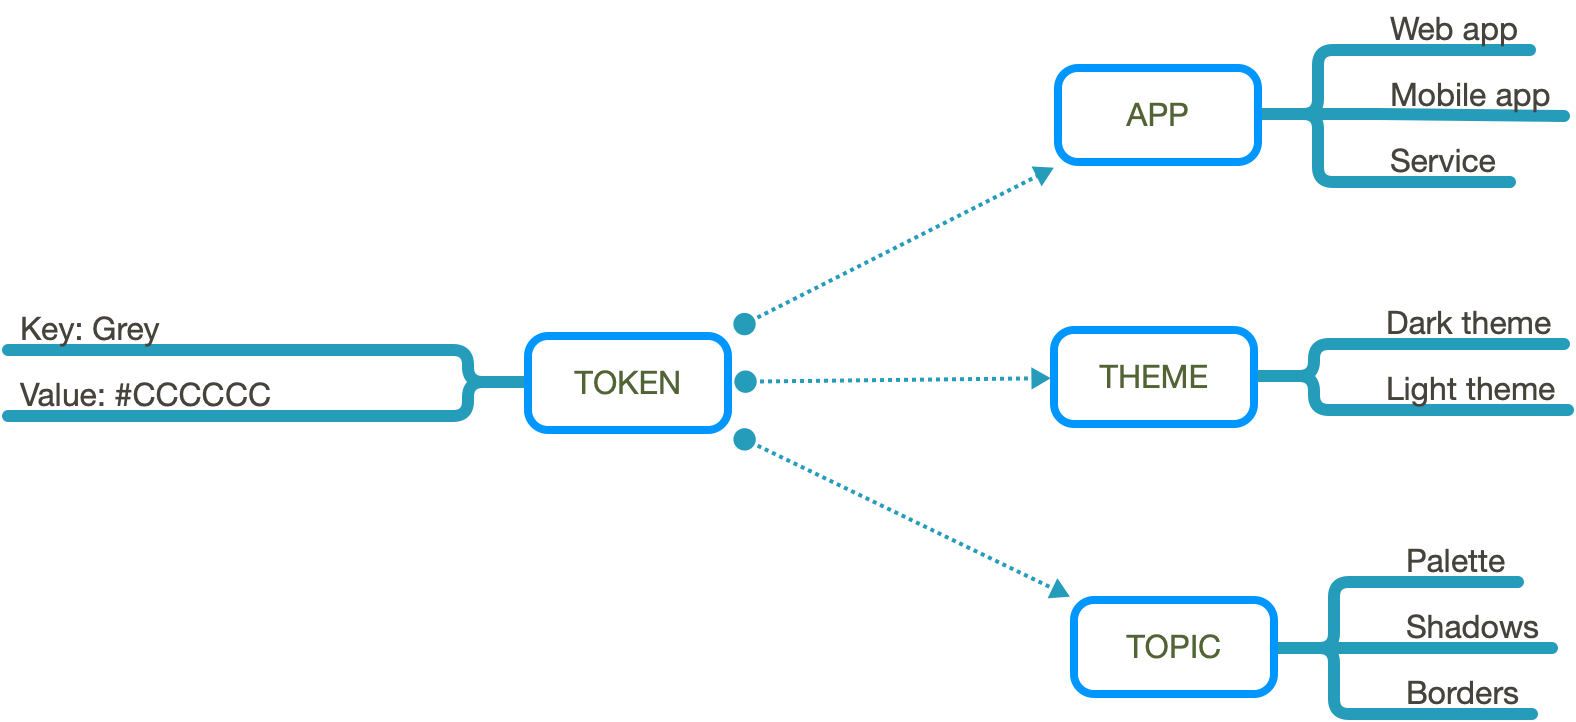 Key: Grey
Value: #CCCCCC
TOKEN
APP
Web app
Mobile app
Service
THEME
Dark theme
Light theme
TOPIC
Palette
Shadows
Borders